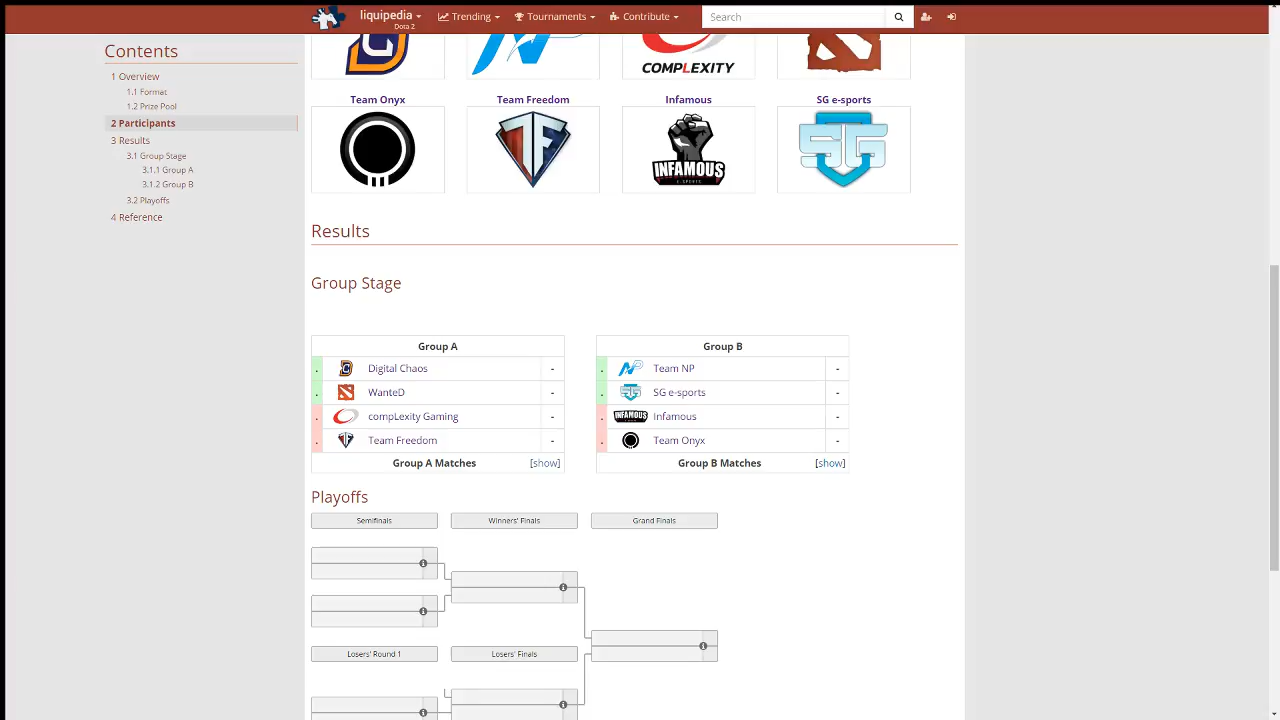 liquipedia Trending Tournaments Contribute Search
Dota 2
Contents
1 Overview
1.1 Format
1.2 Prize Pool
2 Participants
3 Results
3.1 Group Stage
3.1.1 Group A
3.1.2 Group B
3.2 Playoffs
4 Reference
COMPLEXITY
Team Onyx Team Freedom Infamous SG e-sports
TF INFAMOUS SG
E-SPORTS
Results
Group Stage
Group A
. Digital Chaos -
. WanteD -
. compLexity Gaming -
. Team Freedom -
Group A Matches [show]
Group B
. Team NP -
. SG e-sports -
. INFAMOUS Infamous -
. Team Onyx -
Group B Matches [show]
Playoffs
Semifinals Winners' Finals Grand Finals
Losers' Round 1 Losers' Finals